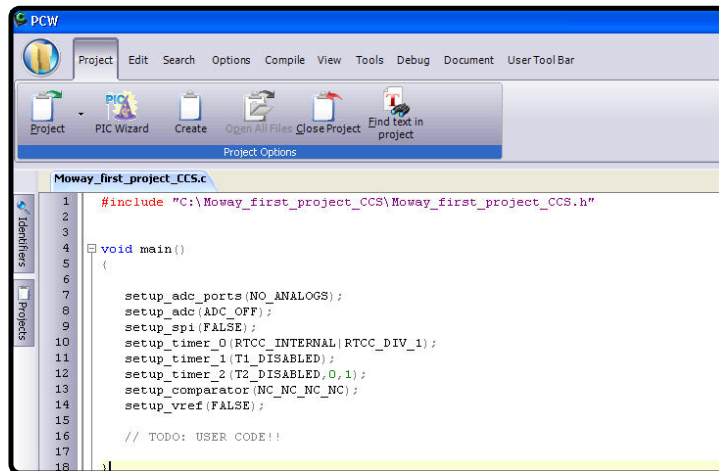 PCW
Project Edit Search Options Compile View Tools Debug Document User Tool Bar
PIC
Project PIC Wizard Create Open All Files Close Project Find text in project
Project Options
Moway_first_project_CCS.c
Identifiers
Projects
1 #include "C:\Moway_first_project_CCS\Moway_first_project_CCS.h"
2
3
4 void main()
5 {
6
7 setup_adc_ports(NO_ANALOGS);
8 setup_adc(ADC_OFF);
9 setup_spi(FALSE);
10 setup_timer_0(RTCC_INTERNAL|RTCC_DIV_1);
11 setup_timer_1(T1_DISABLED);
12 setup_timer_2(T2_DISABLED,0,1);
13 setup_comparator(NC_NC_NC_NC);
14 setup_vref(FALSE);
15
16 // TODO: USER CODE!!
17
18 }